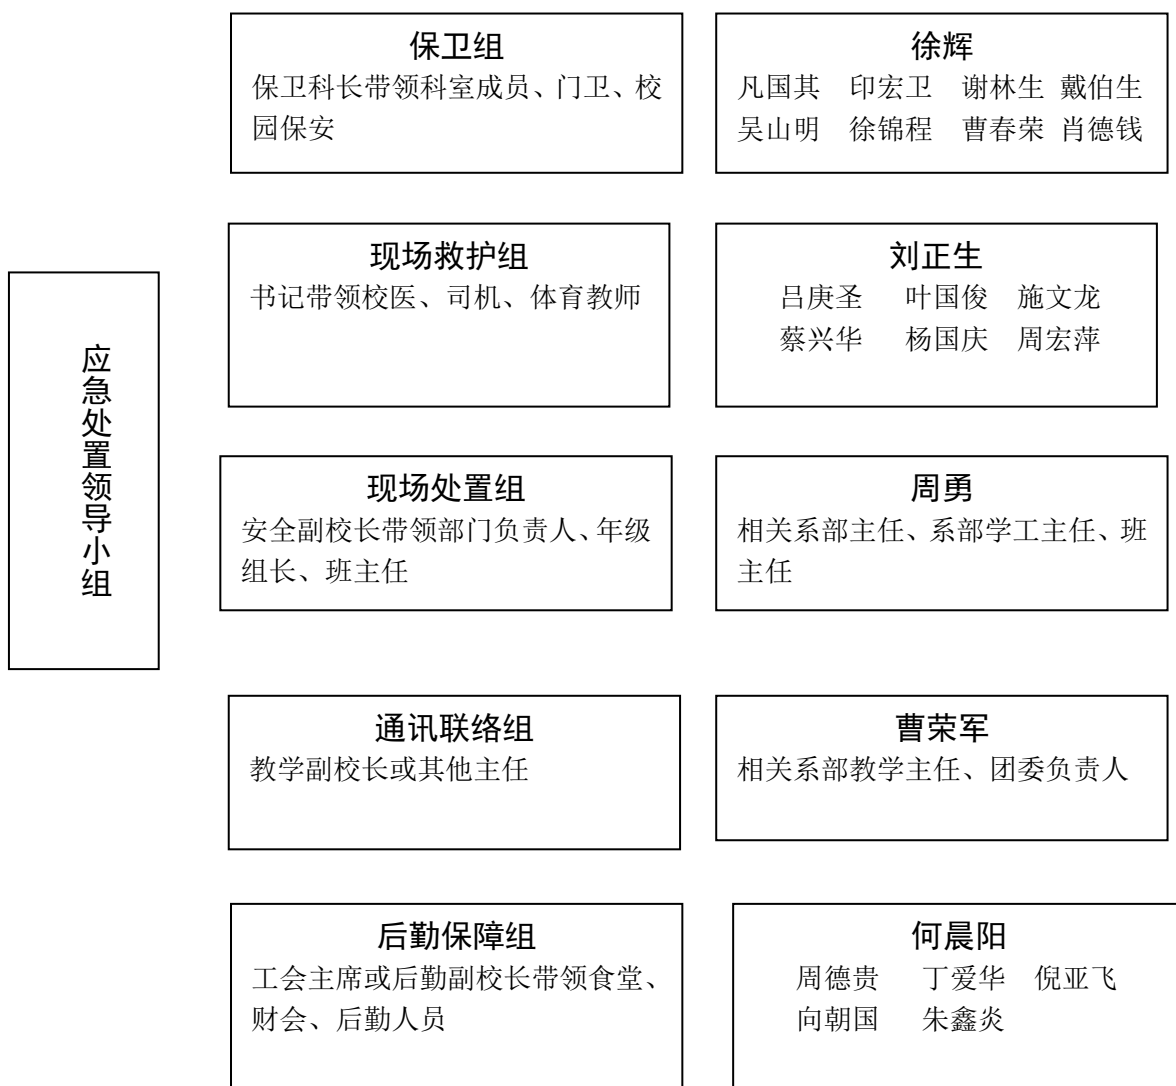 保卫组
保卫科长带领科室成员、门卫、校
园保安
徐辉
凡国其 印宏卫 谢林生 戴伯生
吴山明 徐锦程 曹春荣 肖德钱
应急处置领导小组
现场救护组
书记带领校医、司机、体育教师
刘正生
吕庚圣 叶国俊 施文龙
蔡兴华 杨国庆 周宏萍
现场处置组
安全副校长带领部门负责人、年级
组长、班主任
周勇
相关系部主任、系部学工主任、班
主任
通讯联络组
教学副校长或其他主任
曹荣军
相关系部教学主任、团委负责人
后勤保障组
工会主席或后勤副校长带领食堂、
财会、后勤人员
何晨阳
周德贵 丁爱华 倪亚飞
向朝国 朱鑫炎